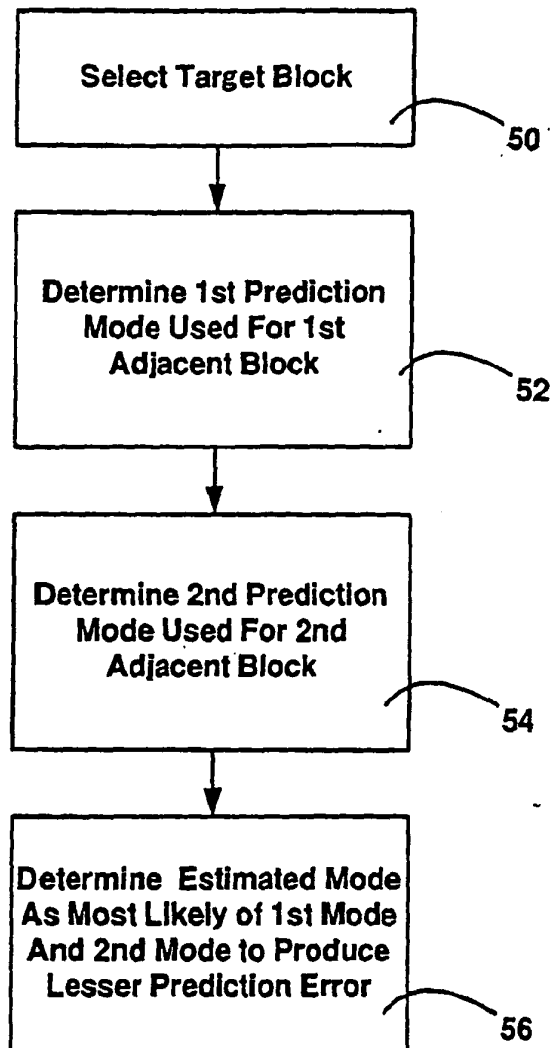 Select Target Block
50
Determine 1st Prediction
Mode Used For 1st
Adjacent Block
52
Determine 2nd Prediction
Mode Used For 2nd
Adjacent Block
54
Determine Estimated Mode
As Most Likely of 1st Mode
And 2nd Mode to Produce
Lesser Prediction Error
56